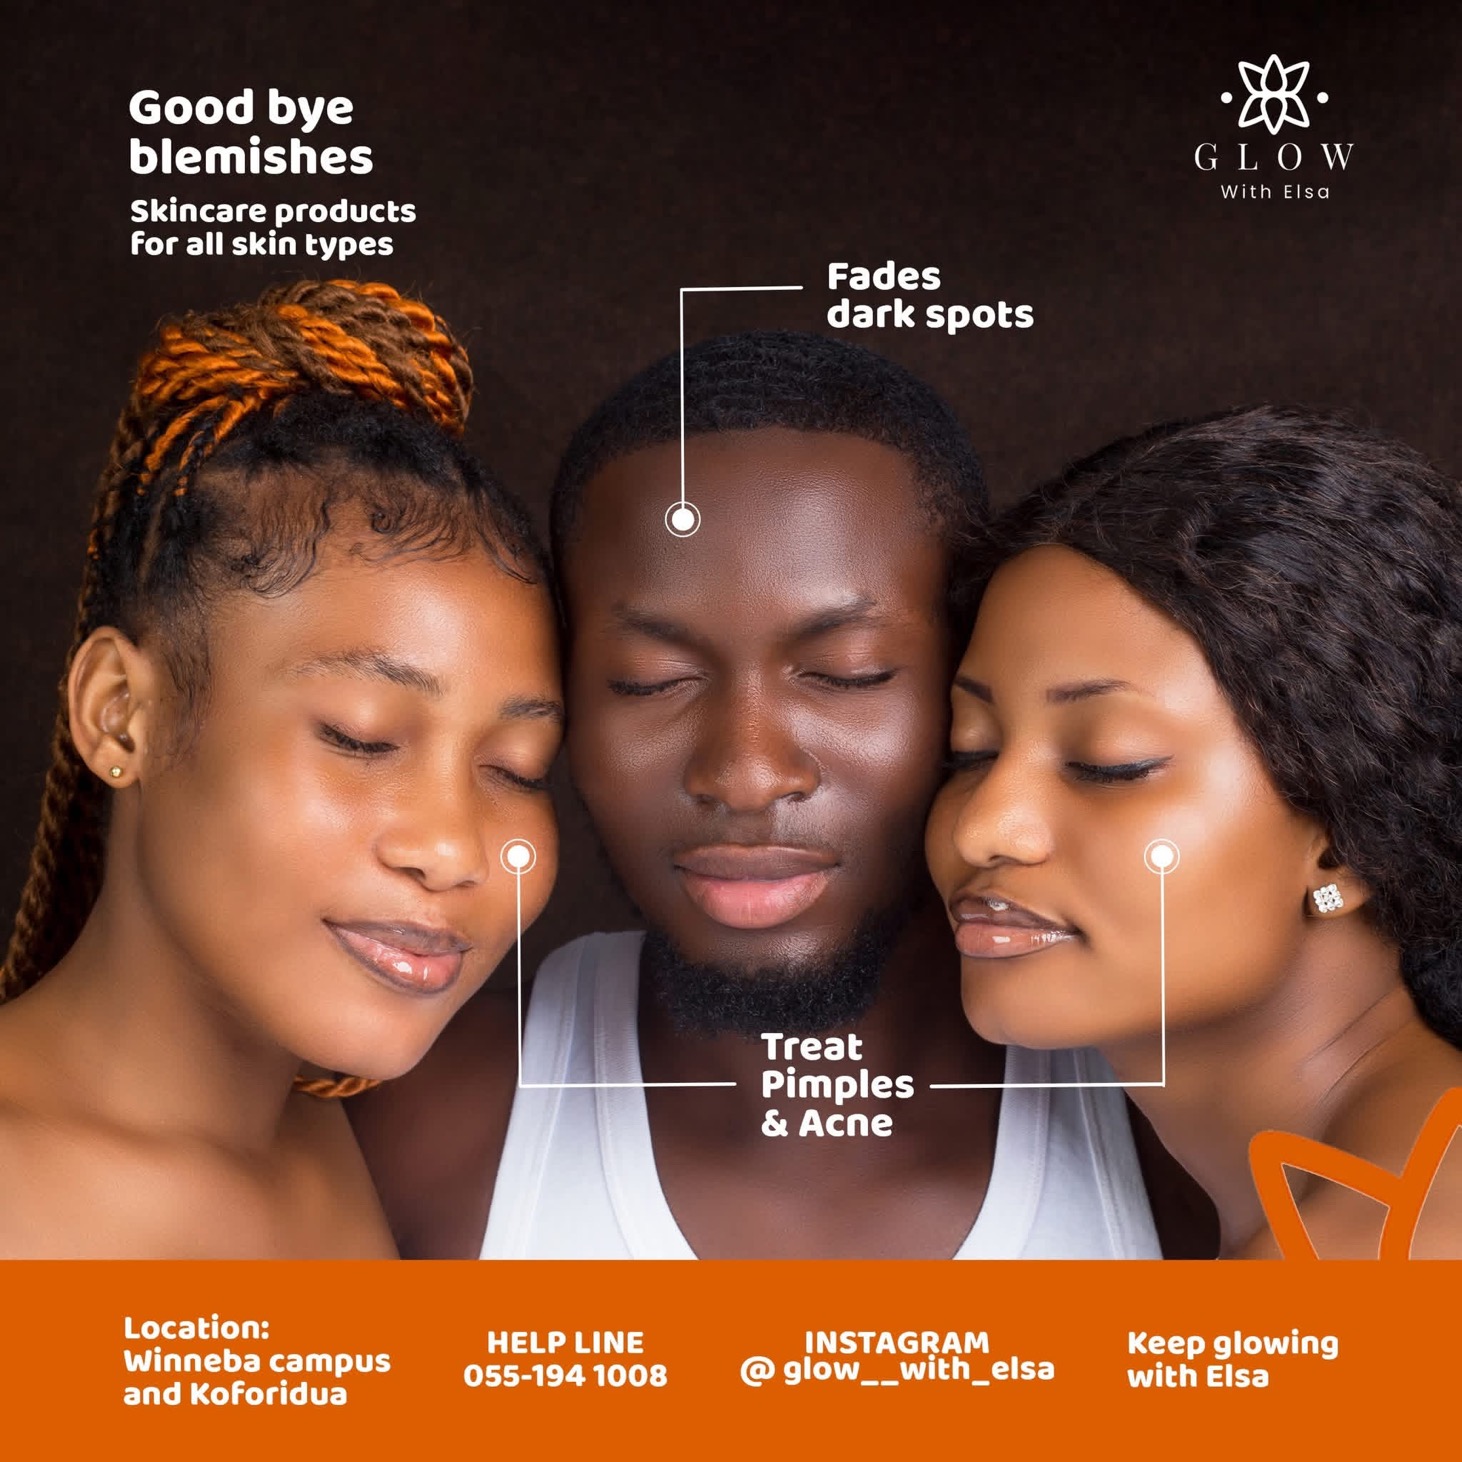 Good bye
blemishes
Skincare products
for all skin types
GLOW
With Elsa
Fades
dark spots
Treat
Pimples
& Acne
Location:
Winneba campus
and Koforidua
HELP LINE
055-194 1008
INSTAGRAM
@ glow__with_elsa
Keep glowing
with Elsa